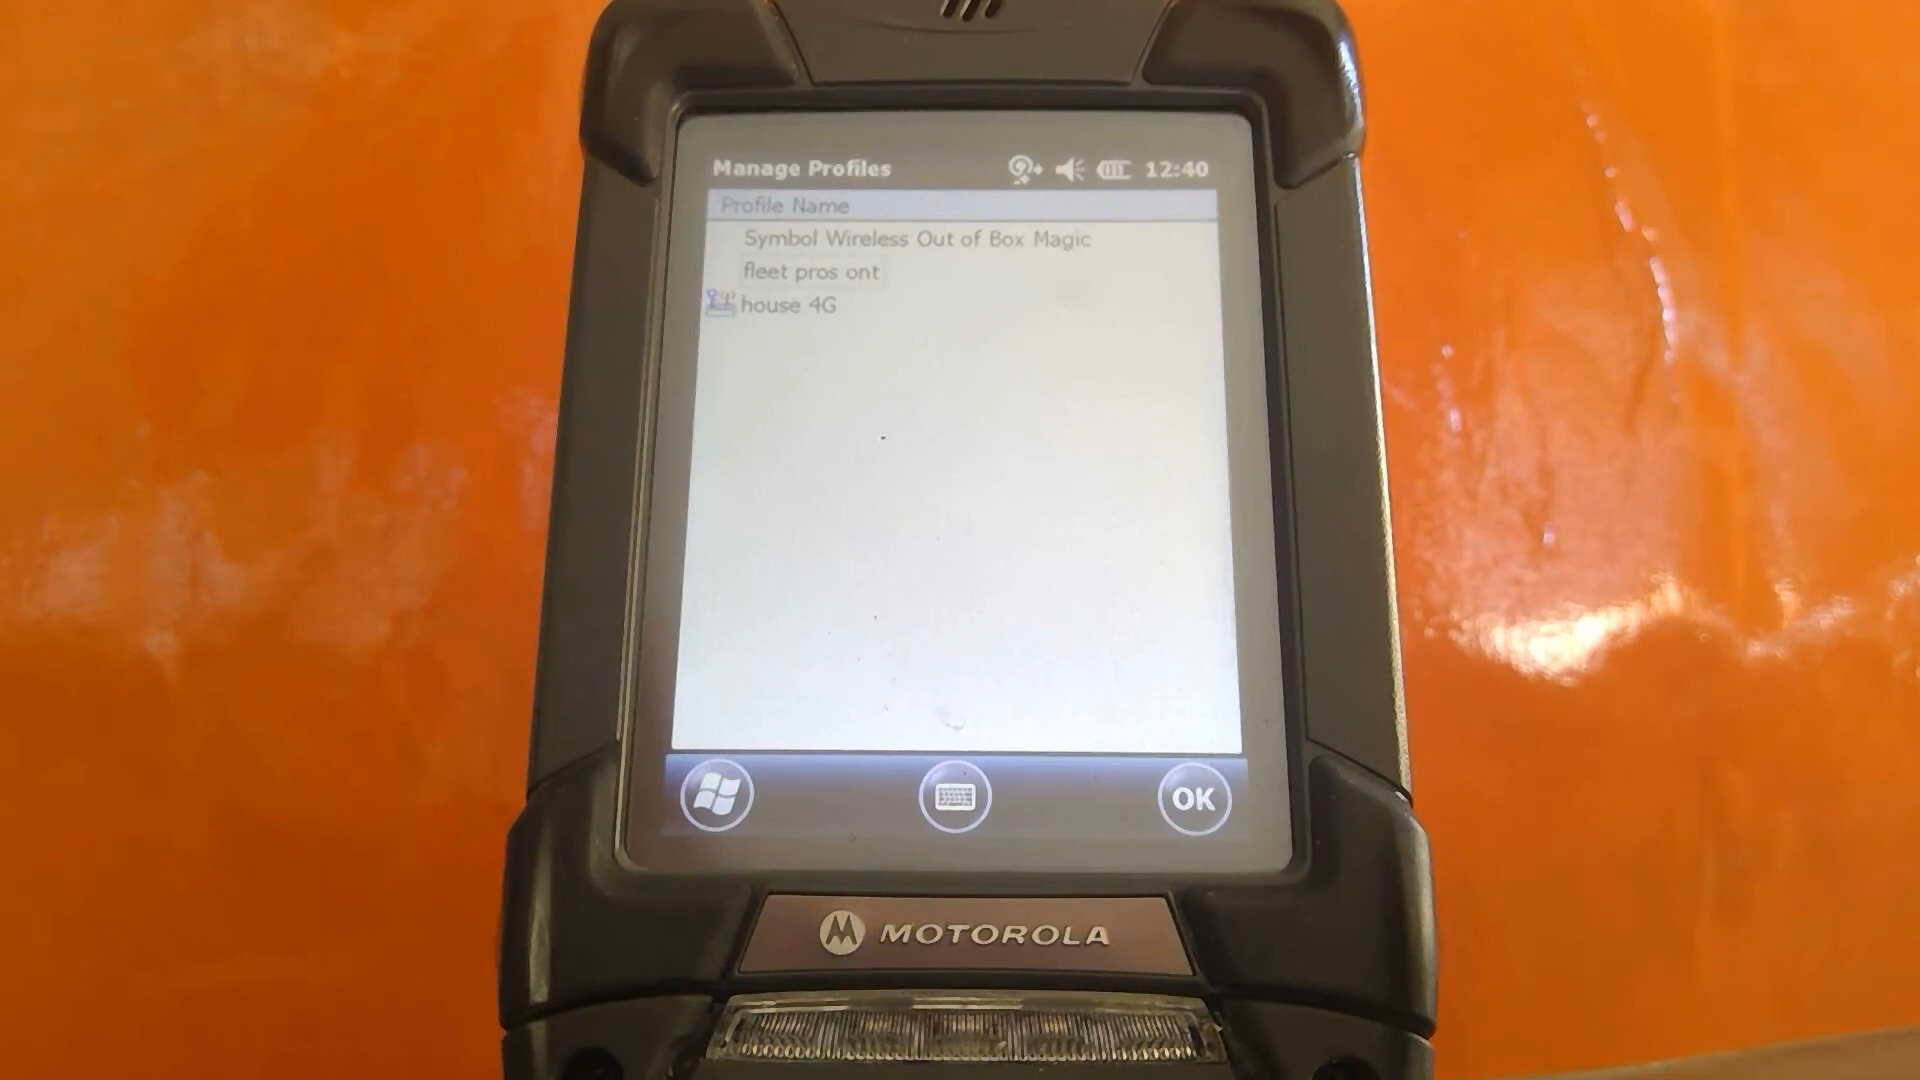 Manage Profiles 12:40
Profile Name
Symbol Wireless Out of Box Magic
fleet pros ont
house 4G
OK
MOTOROLA